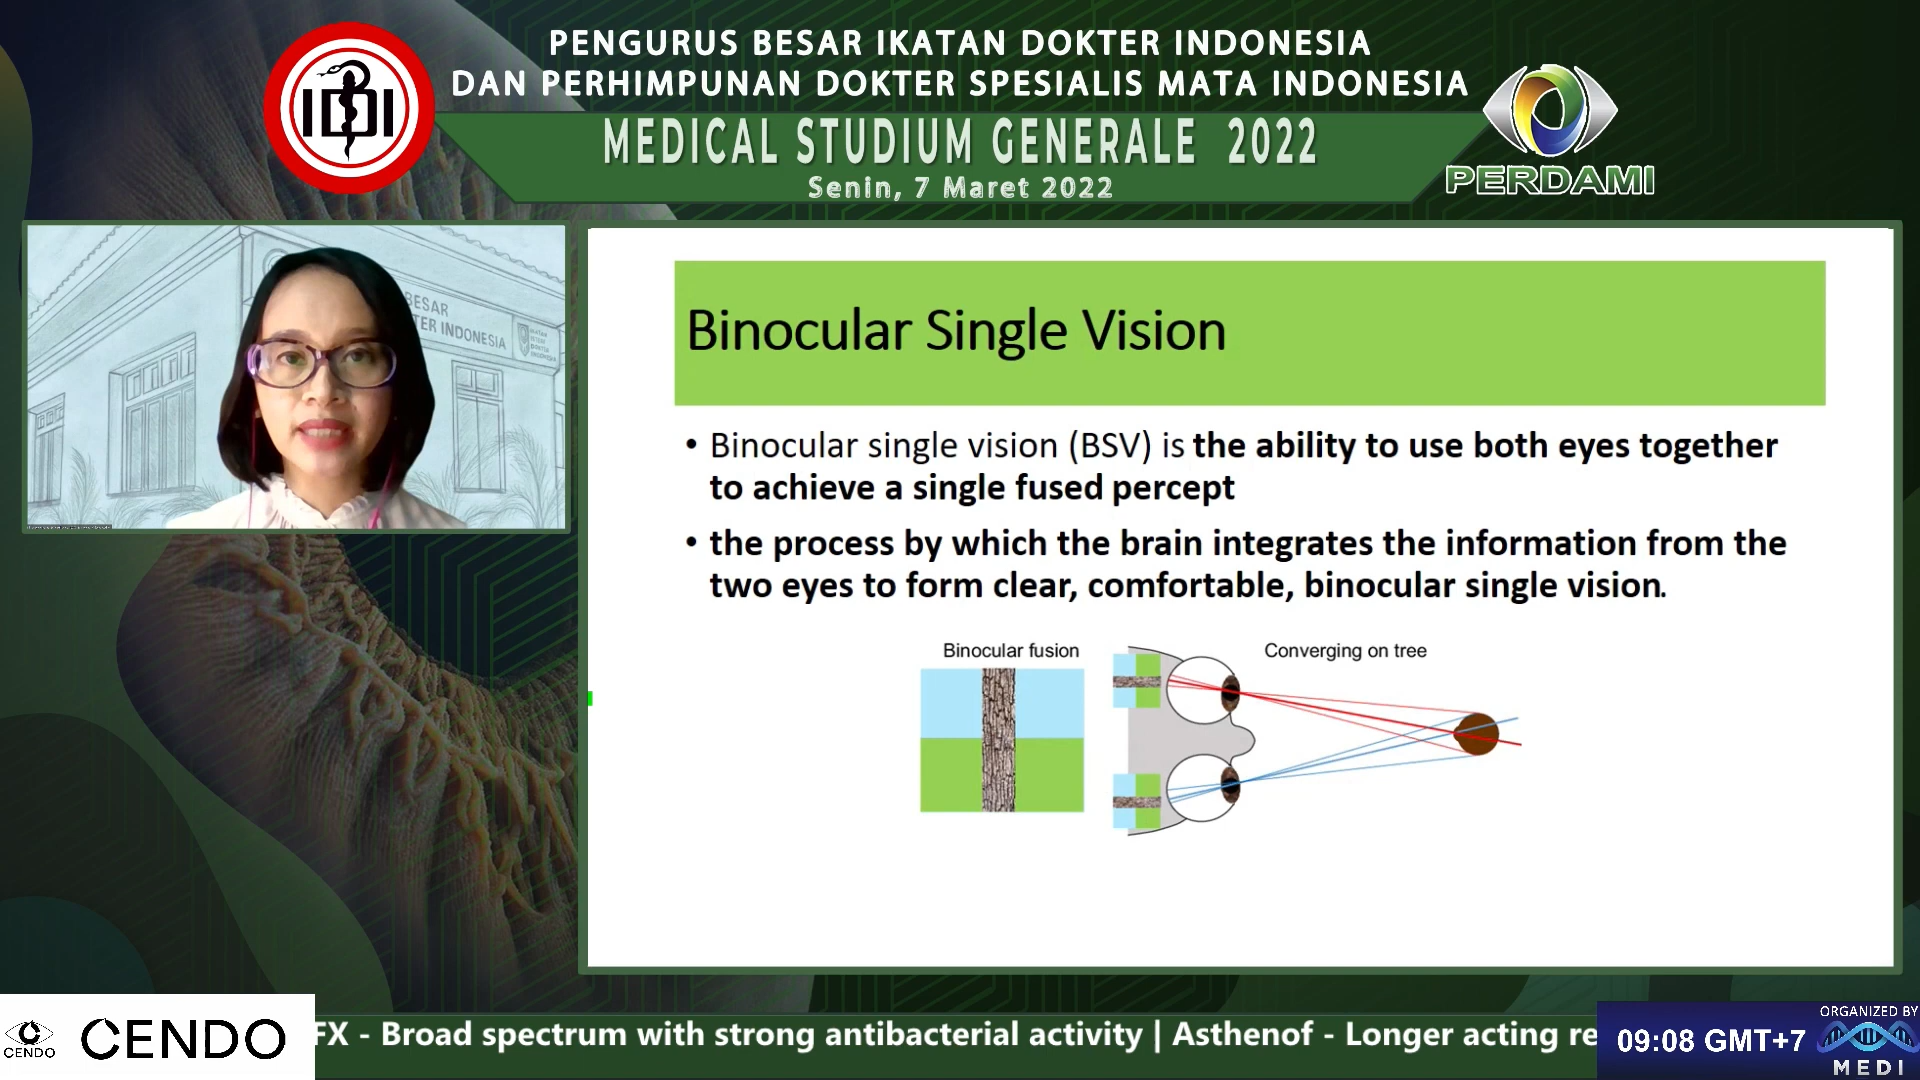 PENGURUS BESAR IKATAN DOKTER INDONESIA
DAN PERHIMPUNAN DOKTER SPESIALIS MATA INDONESIA
MEDICAL STUDIUM GENERALE 2022
Senin, 7 Maret 2022
IDI
PERDAMI
BESAR
TER INDONESIA
Binocular Single Vision
• Binocular single vision (BSV) is the ability to use both eyes together
to achieve a single fused percept
• the process by which the brain integrates the information from the
two eyes to form clear, comfortable, binocular single vision.
Binocular fusion
Converging on tree
CENDO
CENDO
FX - Broad spectrum with strong antibacterial activity | Asthenof - Longer acting re
09:08 GMT+7
ORGANIZED BY
MEDI